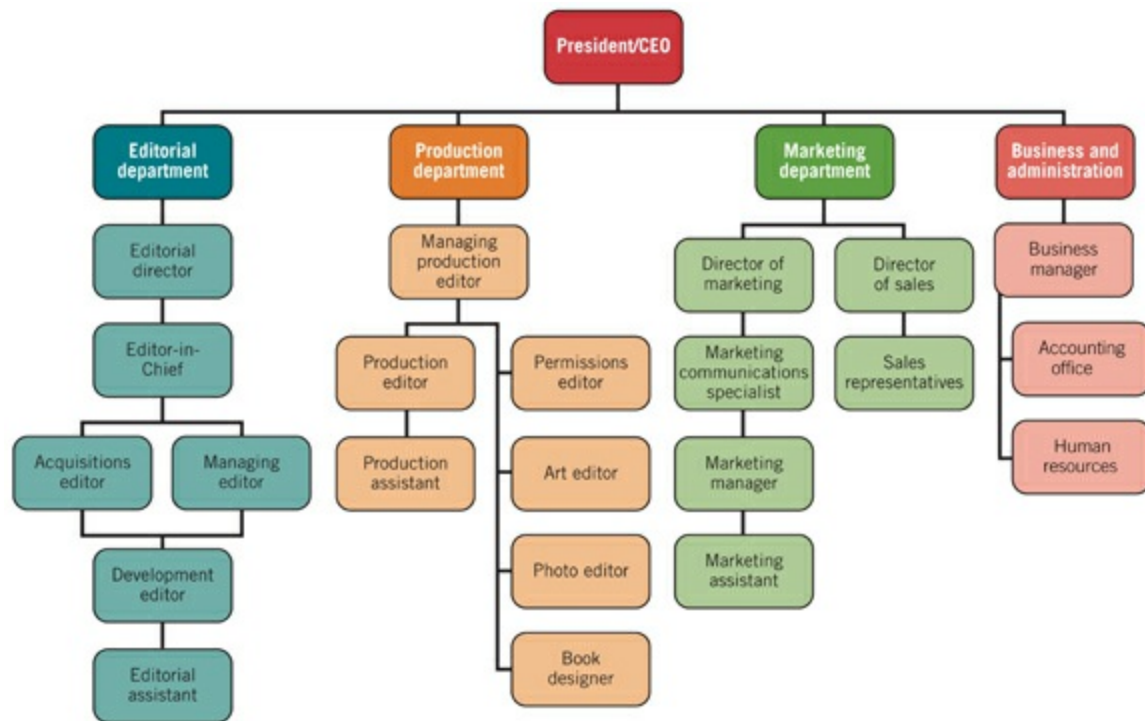 President/CEO
Editorial
department
Production
department
Marketing
department
Business and
administration
Editorial
director
Editor-in-
Chief
Acquisitions
editor
Managing
editor
Development
editor
Editorial
assistant
Managing
production
editor
Production
editor
Production
assistant
Permissions
editor
Art editor
Photo editor
Book
designer
Director of
marketing
Marketing
communications
specialist
Marketing
manager
Marketing
assistant
Director
of sales
Sales
representatives
Business
manager
Accounting
office
Human
resources